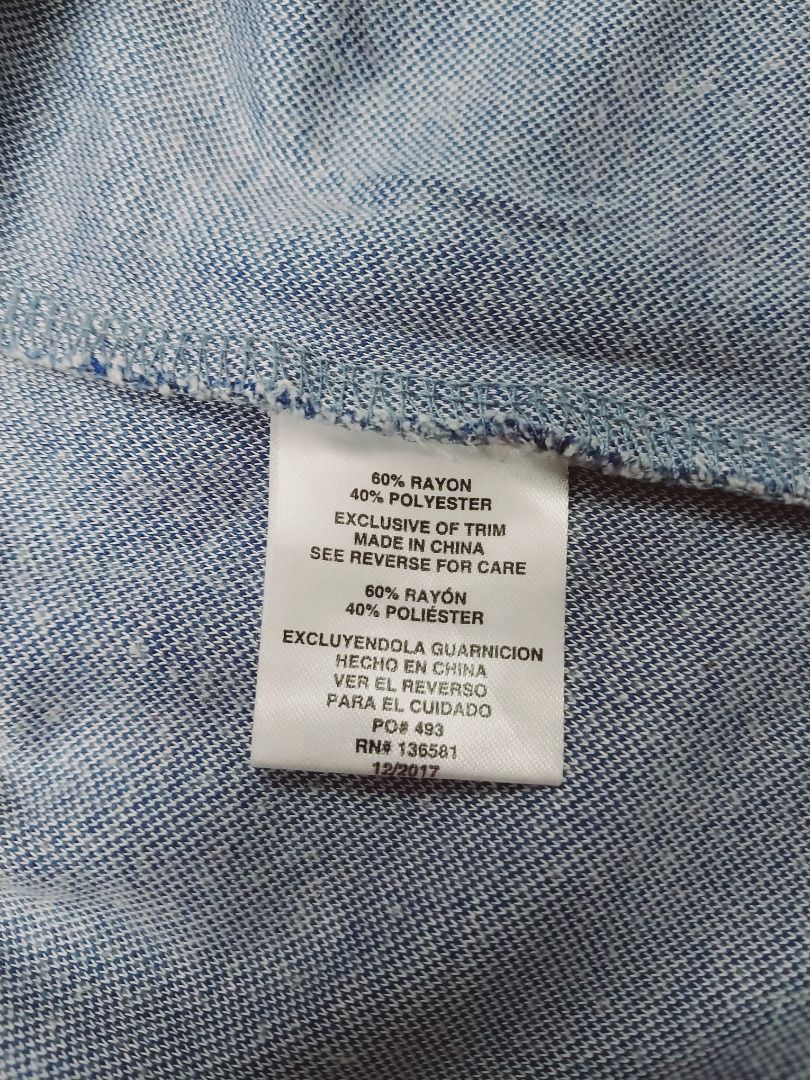 60% RAYON
40% POLYESTER
EXCLUSIVE OF TRIM
MADE IN CHINA
SEE REVERSE FOR CARE
60% RAYÓN
40% POLIÉSTER
EXCLUYENDOLA GUARNICION
HECHO EN CHINA
VER EL REVERSO
PARA EL CUIDADO
PO# 493
RN# 136581
12/2017